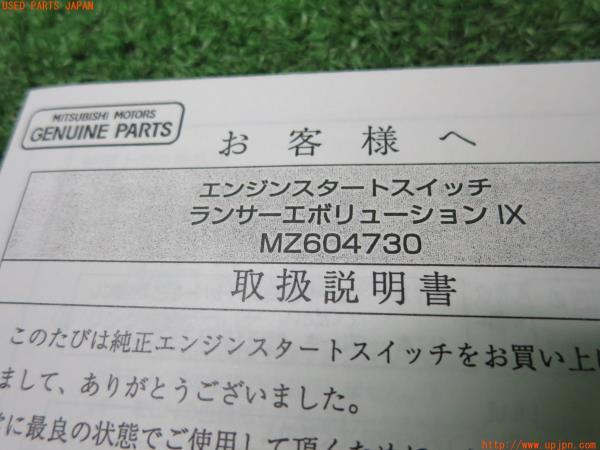 USED PARTS JAPAN
MITSUBISHI MOTORS
GENUINE PARTS
お客様へ
エンジンスタートスイッチ
ランサーエボリューション Ⅸ
MZ604730
取扱説明書
このたびは純正エンジンスタートスイッチをお買い上げ
まして、ありがとうございました。
に最良の状態でご使用して頂くために
http://www.upjpn.com/